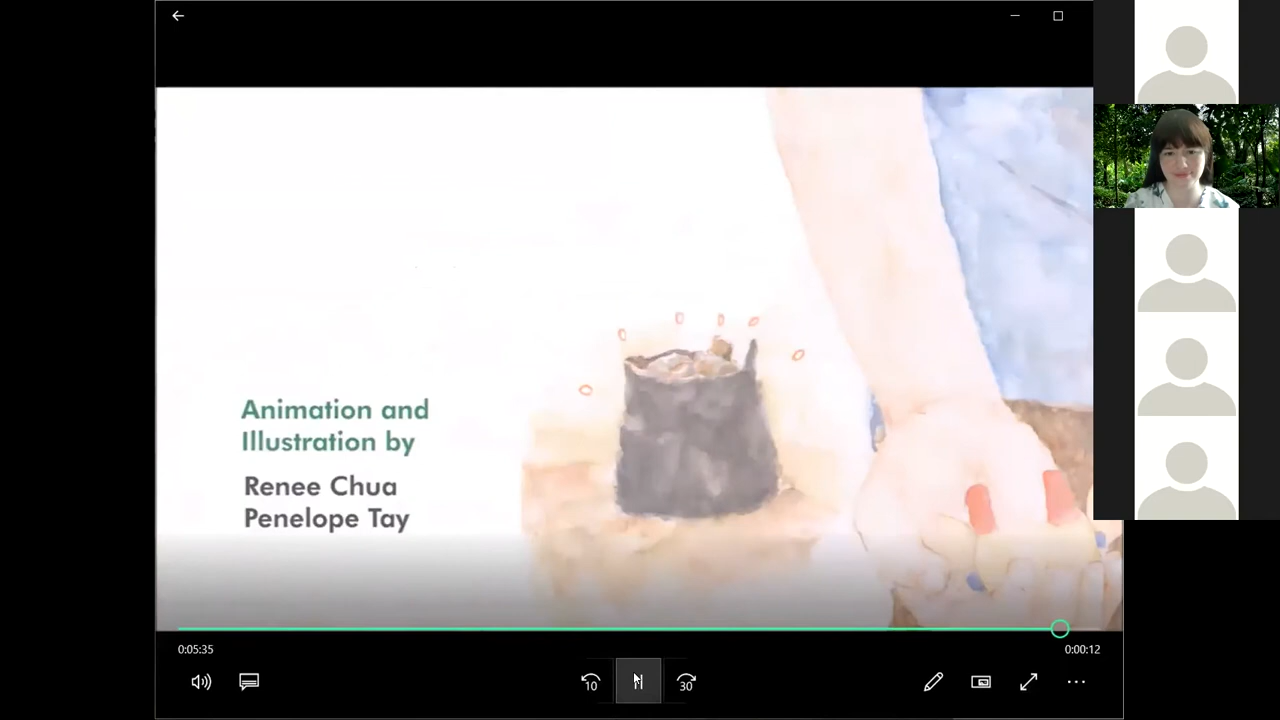 Animation and
Illustration by
Renee Chua
Penelope Tay
0:05:35
0:00:12
10
30